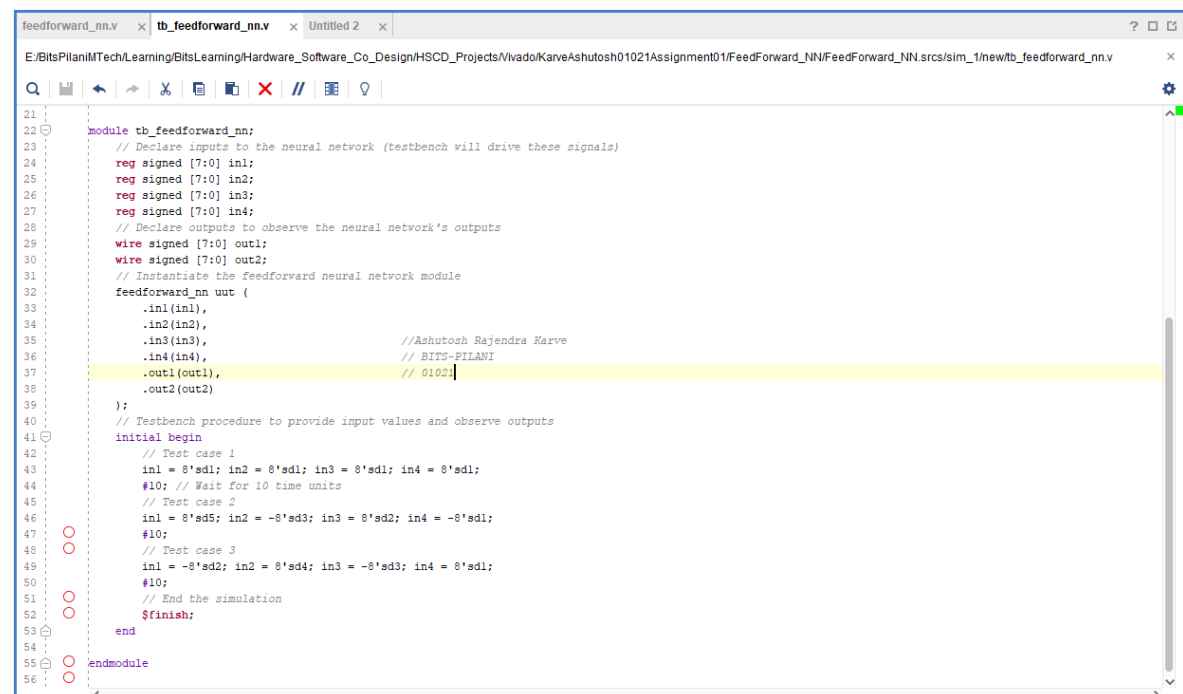 feedforward_nn.v × tb_feedforward_nn.v × Untitled 2 ×
E:/BitsPilaniMTech/Learning/BitsLearning/Hardware_Software_Co_Design/HSCD_Projects/Vivado/KarveAshutosh01021Assignment01/FeedForward_NN/FeedForward_NN.srcs/sim_1/new/tb_feedforward_nn.v
21
22 module tb_feedforward_nn;
23 // Declare inputs to the neural network (testbench will drive these signals)
24 reg signed [7:0] in1;
25 reg signed [7:0] in2;
26 reg signed [7:0] in3;
27 reg signed [7:0] in4;
28 // Declare outputs to observe the neural network's outputs
29 wire signed [7:0] out1;
30 wire signed [7:0] out2;
31 // Instantiate the feedforward neural network module
32 feedforward_nn uut (
33 .in1(in1),
34 .in2(in2),
35 .in3(in3), //Ashutosh Rajendra Karve
36 .in4(in4), // BITS-PILANI
37 .out1(out1), // 01021
38 .out2(out2)
39 );
40 // Testbench procedure to provide input values and observe outputs
41 initial begin
42 // Test case 1
43 in1 = 8'sd1; in2 = 8'sd1; in3 = 8'sd1; in4 = 8'sd1;
44 #10; // Wait for 10 time units
45 // Test case 2
46 in1 = 8'sd5; in2 = -8'sd3; in3 = 8'sd2; in4 = -8'sd1;
47 #10;
48 // Test case 3
49 in1 = -8'sd2; in2 = 8'sd4; in3 = -8'sd3; in4 = 8'sd1;
50 #10;
51 // End the simulation
52 $finish;
53 end
54
55 endmodule
56